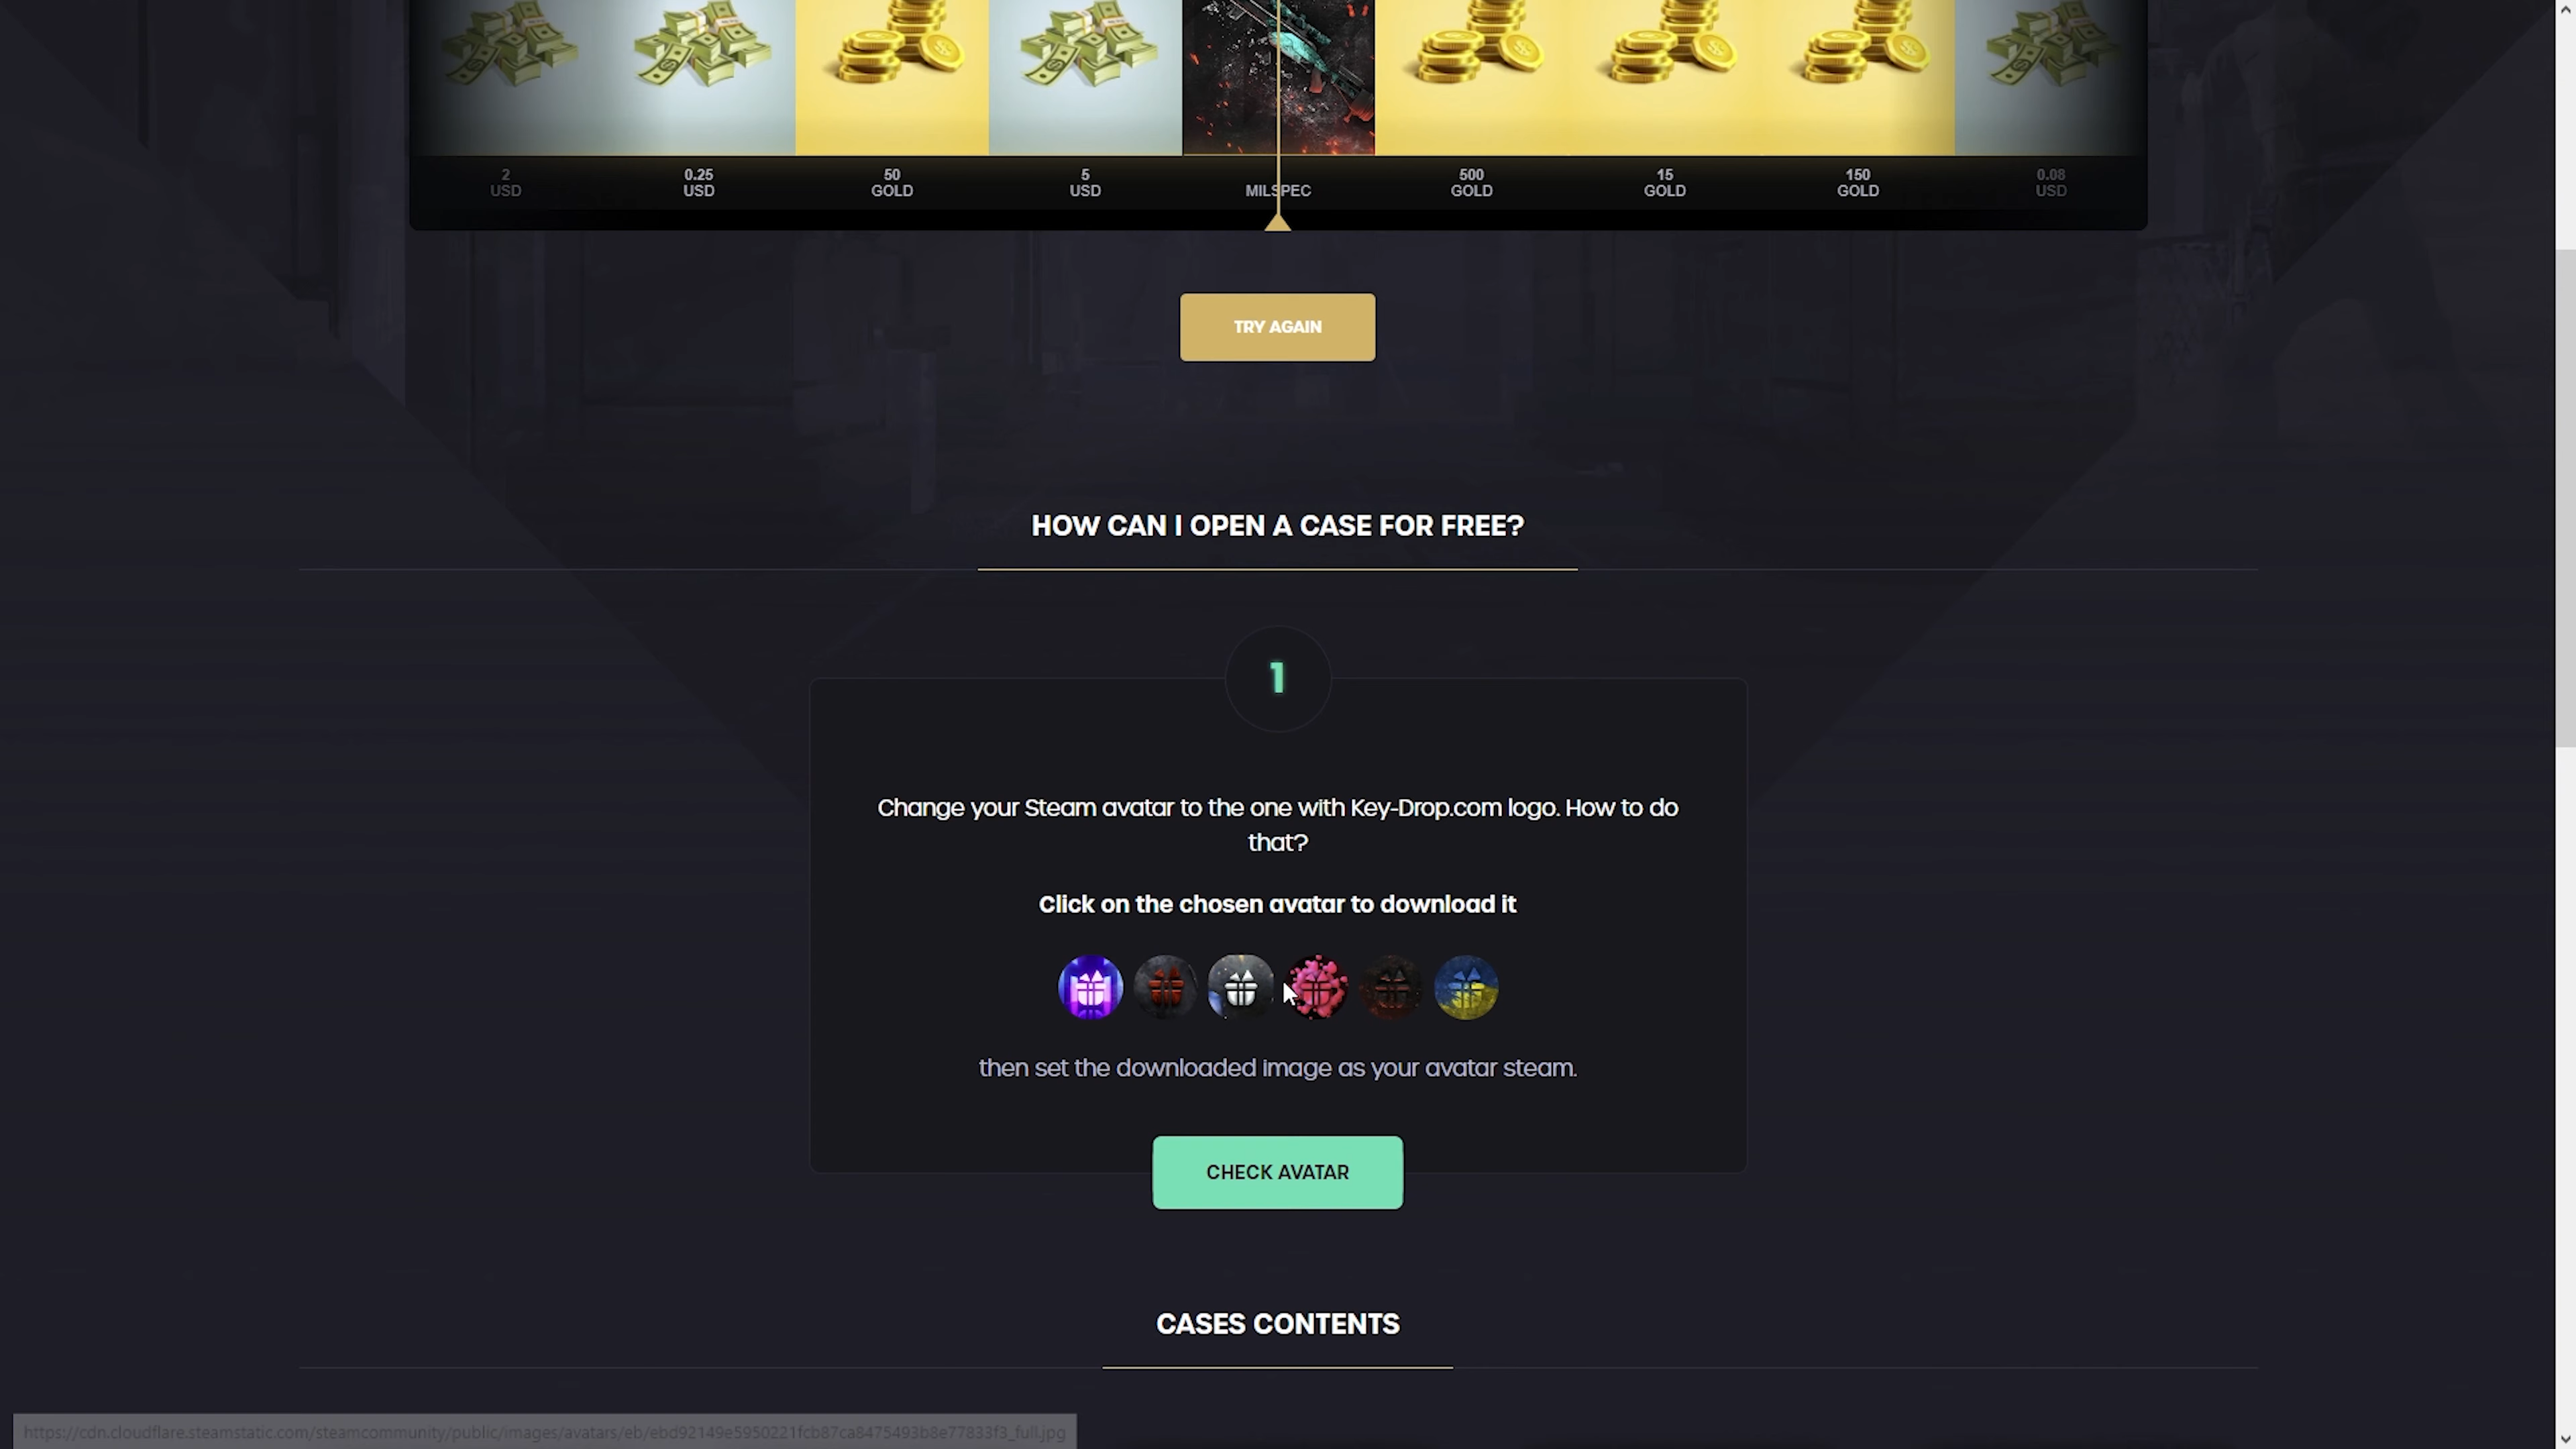 2 0.25 50 5 500 15 150 0.08
USD USD GOLD USD MILSPEC GOLD GOLD GOLD USD
TRY AGAIN
HOW CAN I OPEN A CASE FOR FREE?
1
Change your Steam avatar to the one with Key-Drop.com logo. How to do
that?
Click on the chosen avatar to download it
then set the downloaded image as your avatar steam.
CHECK AVATAR
CASES CONTENTS
https://cdn.cloudflare.steamstatic.com/steamcommunity/public/images/avatars/eb/ebd92149e5950221fcb87ca8475493b8e77833f3_full.jpg